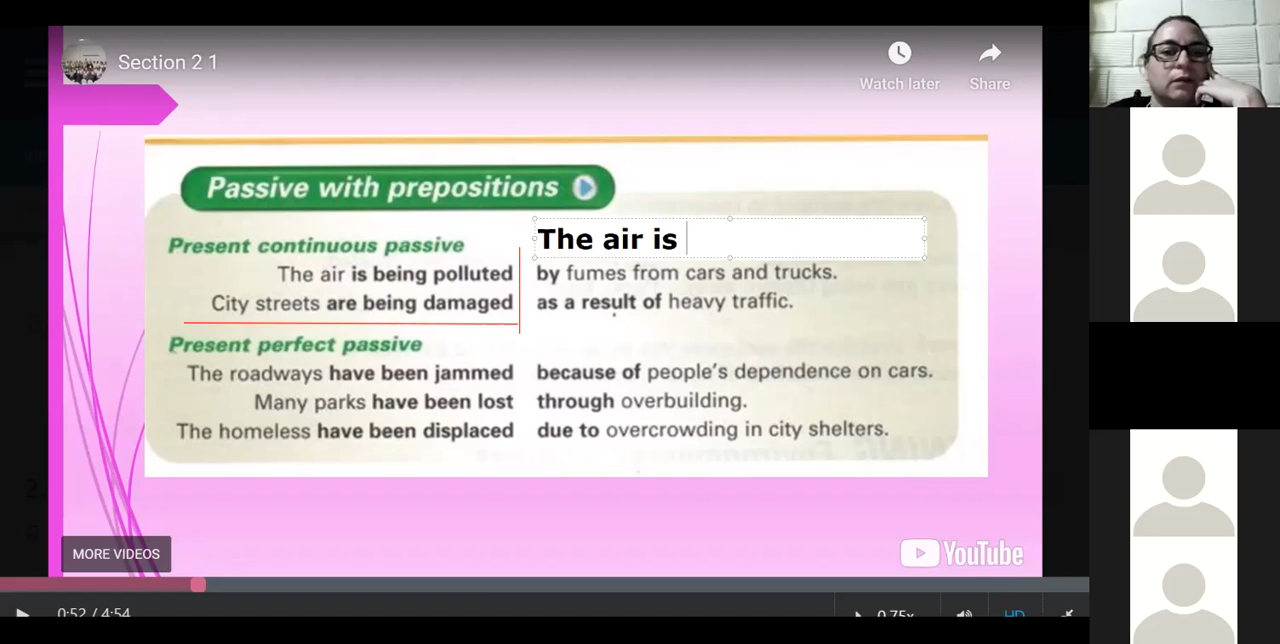 Section 2 1
Watch later
Share
Passive with prepositions
The air is
Present continuous passive
The air is being polluted by fumes from cars and trucks.
City streets are being damaged as a result of heavy traffic.
Present perfect passive
The roadways have been jammed because of people's dependence on cars.
Many parks have been lost through overbuilding.
The homeless have been displaced due to overcrowding in city shelters.
MORE VIDEOS
YouTube
0:52 / 4:54
0.75x
HD